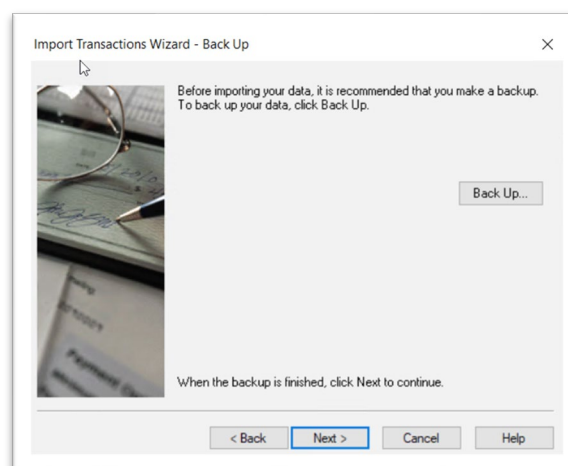 Import Transactions Wizard - Back Up
Before importing your data, it is recommended that you make a backup.
To back up your data, click Back Up.
Back Up...
When the backup is finished, click Next to continue.
< Back Next > Cancel Help